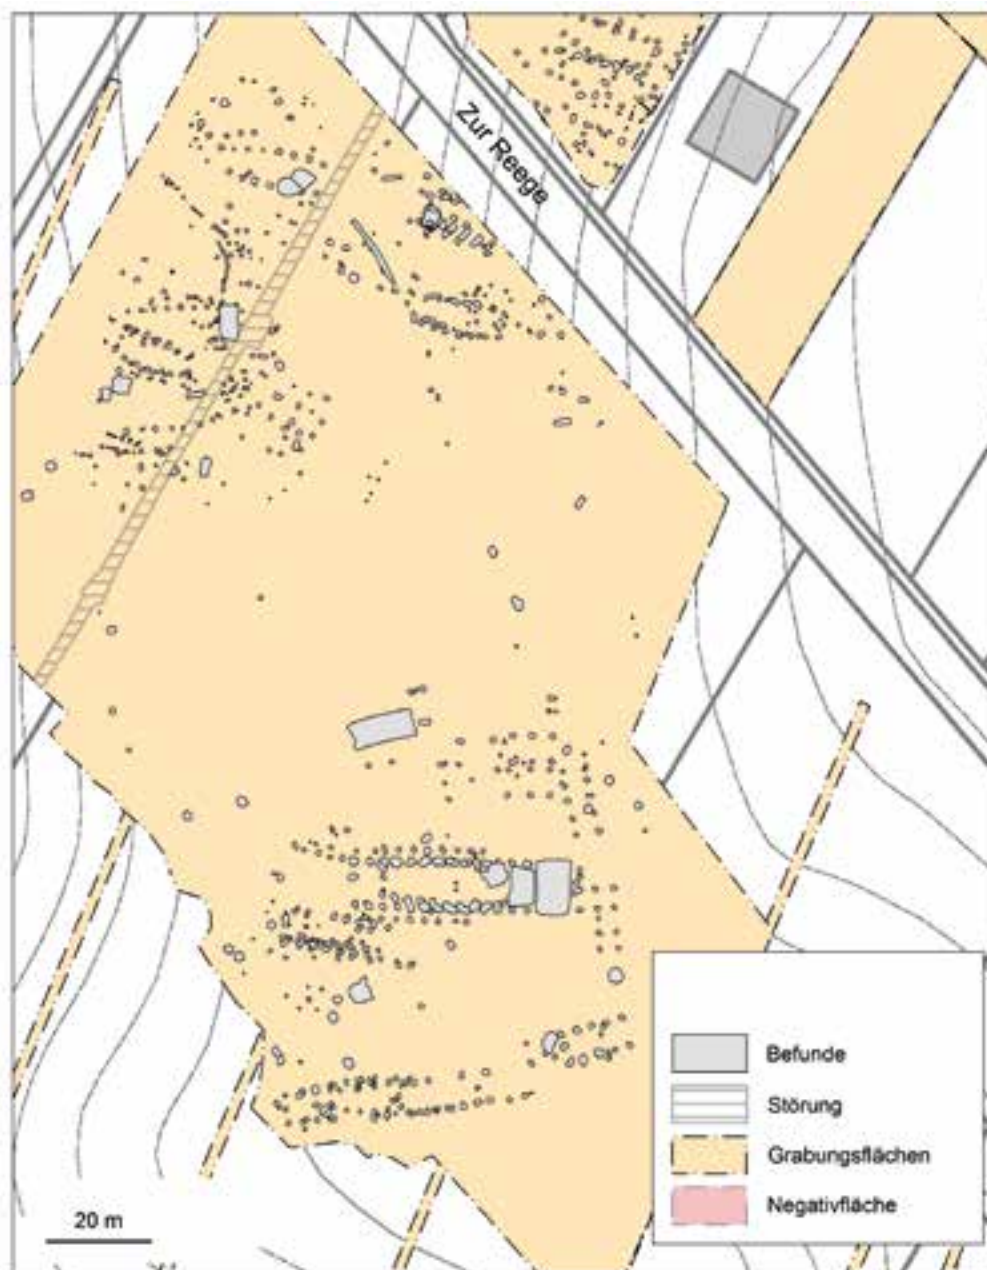 Zur Reege
Befunde
Störung
Grabungsflächen
Negativfläche
20 m